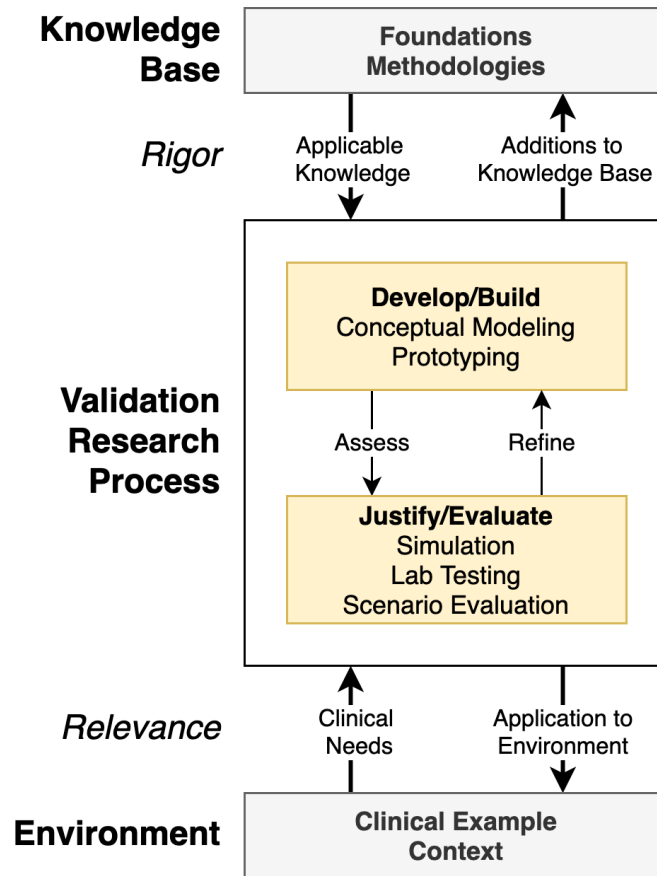 Knowledge
Base
Foundations
Methodologies
Rigor
Applicable
Knowledge
Additions to
Knowledge Base
Validation
Research
Process
Develop/Build
Conceptual Modeling
Prototyping
Assess
Refine
Justify/Evaluate
Simulation
Lab Testing
Scenario Evaluation
Relevance
Clinical
Needs
Application to
Environment
Environment
Clinical Example
Context